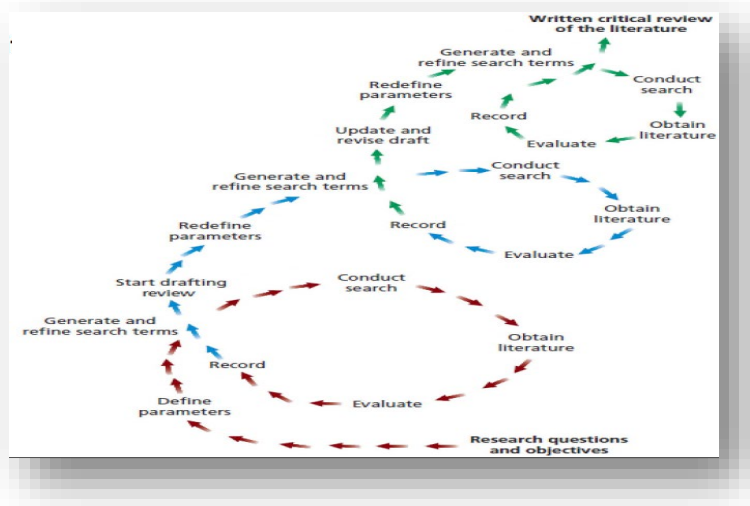 Written critical review
of the literature
Generate and
refine search terms
Conduct
search
Redefine
parameters
Record
Obtain
literature
Update and
revise draft
Evaluate
Conduct
search
Generate and
refine search terms
Obtain
literature
Redefine
parameters
Record
Evaluate
Start drafting
review
Conduct
search
Generate and
refine search terms
Obtain
literature
Record
Define
parameters
Evaluate
Research questions
and objectives